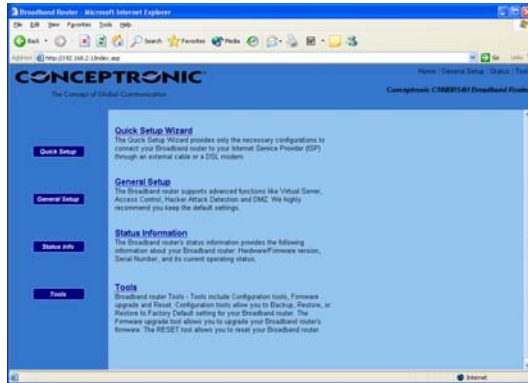 Broadband Router - Microsoft Internet Explorer
File Edit View Favorites Tools Help
Back Search Favorites Media
Address http://192.168.2.1/index.asp Go Links
CONCEPTRONIC
The Concept of Global Communication
Home | General Setup | Status | Tools
Conceptronic C100BRS4H Broadband Router
Quick Setup
Quick Setup Wizard
The Quick Setup Wizard provides only the necessary configurations to
connect your Broadband router to your Internet Service Provider (ISP)
through an external cable or a DSL modem.
General Setup
General Setup
The Broadband router supports advanced functions like Virtual Server,
Access Control, Hacker Attack Detection and DMZ. We highly
recommend you keep the default settings.
Status Info
Status Information
The Broadband router's status information provides the following
information about your Broadband router: Hardware/Firmware version,
Serial Number, and its current operating status.
Tools
Tools
Broadband router Tools - Tools include Configuration tools, Firmware
upgrade and Reset. Configuration tools allow you to Backup, Restore, or
Restore to Factory Default setting for your Broadband router. The
Firmware upgrade tool allows you to upgrade your Broadband router's
firmware. The RESET tool allows you to reset your Broadband router
Internet